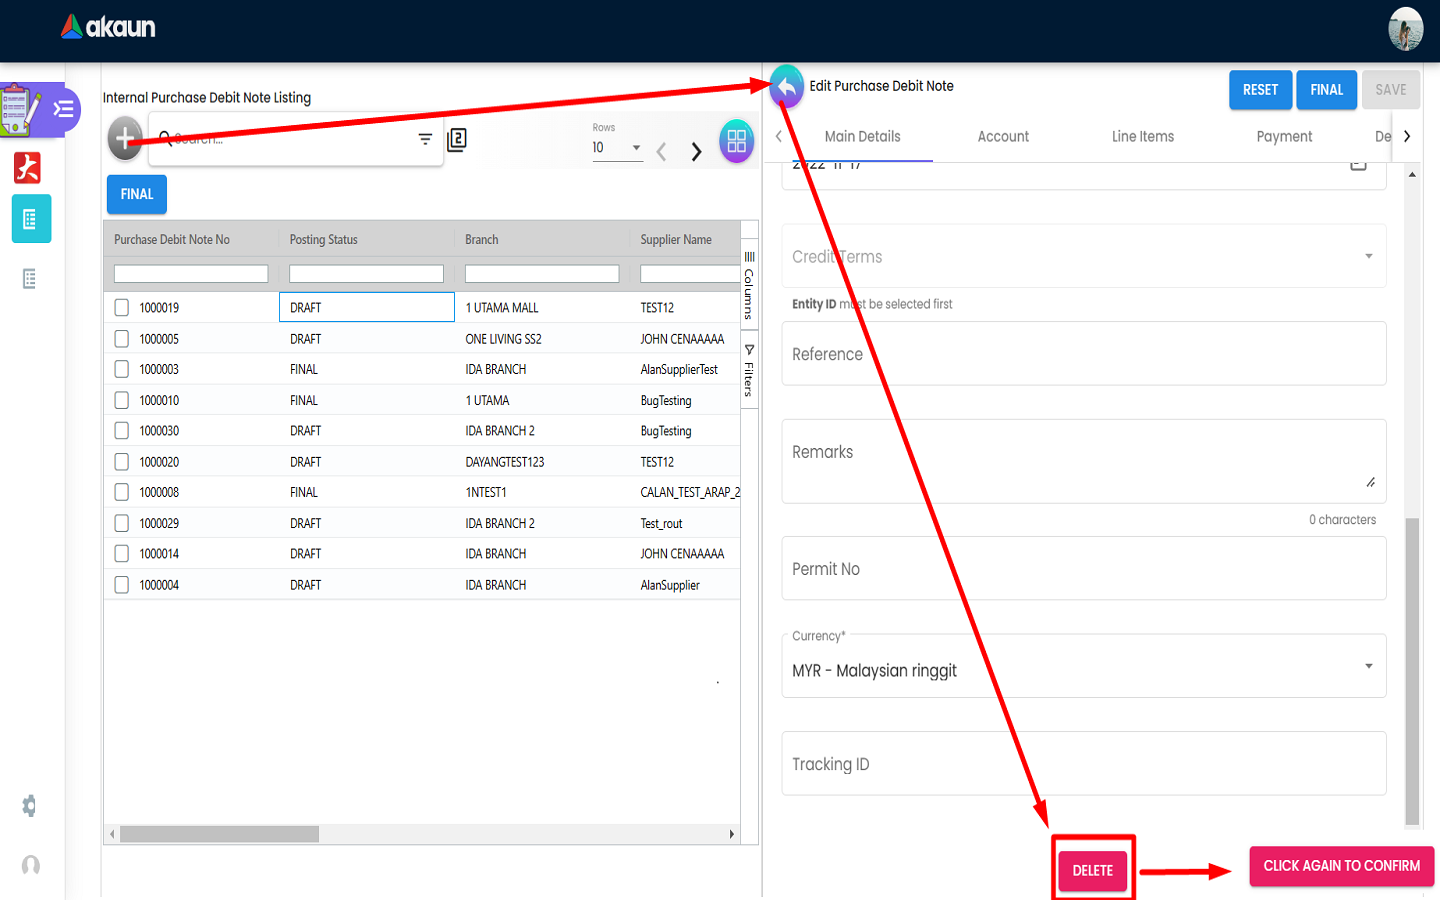 akaun
Internal Purchase Debit Note Listing
Search...
2
Rows
10
FINAL
Purchase Debit Note No Posting Status Branch Supplier Name
1000019 DRAFT 1 UTAMA MALL TEST12
1000005 DRAFT ONE LIVING SS2 JOHN CENAAAAA
1000003 FINAL IDA BRANCH AlanSupplierTest
1000010 FINAL 1 UTAMA BugTesting
1000030 DRAFT IDA BRANCH 2 BugTesting
1000020 DRAFT DAYANGTEST123 TEST12
1000008 FINAL 1NTEST1 CALAN_TEST_ARAP_2
1000029 DRAFT IDA BRANCH 2 Test_rout
1000014 DRAFT IDA BRANCH JOHN CENAAAAA
1000004 DRAFT IDA BRANCH AlanSupplier
Columns
Filters
Edit Purchase Debit Note
RESET FINAL SAVE
Main Details Account Line Items Payment De
Credit Terms
Entity ID must be selected first
Reference
Remarks
0 characters
Permit No
Currency*
MYR - Malaysian ringgit
Tracking ID
DELETE
CLICK AGAIN TO CONFIRM